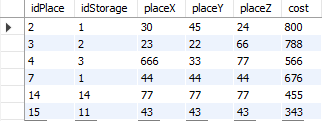 idPlace idStorage placeX placeY placeZ cost
2 1 30 45 24 800
3 2 23 22 66 788
4 3 666 33 77 566
7 1 44 44 44 676
14 14 77 77 77 455
15 11 43 43 43 343